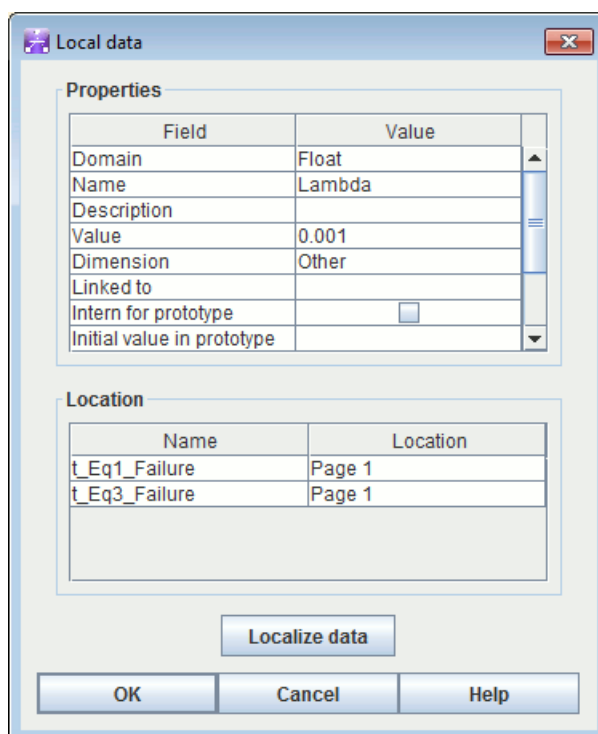 Local data
Properties
Field Value
Domain Float
Name Lambda
Description
Value 0.001
Dimension Other
Linked to
Intern for prototype
Initial value in prototype
Location
Name Location
t_Eq1_Failure Page 1
t_Eq3_Failure Page 1
Localize data
OK Cancel Help